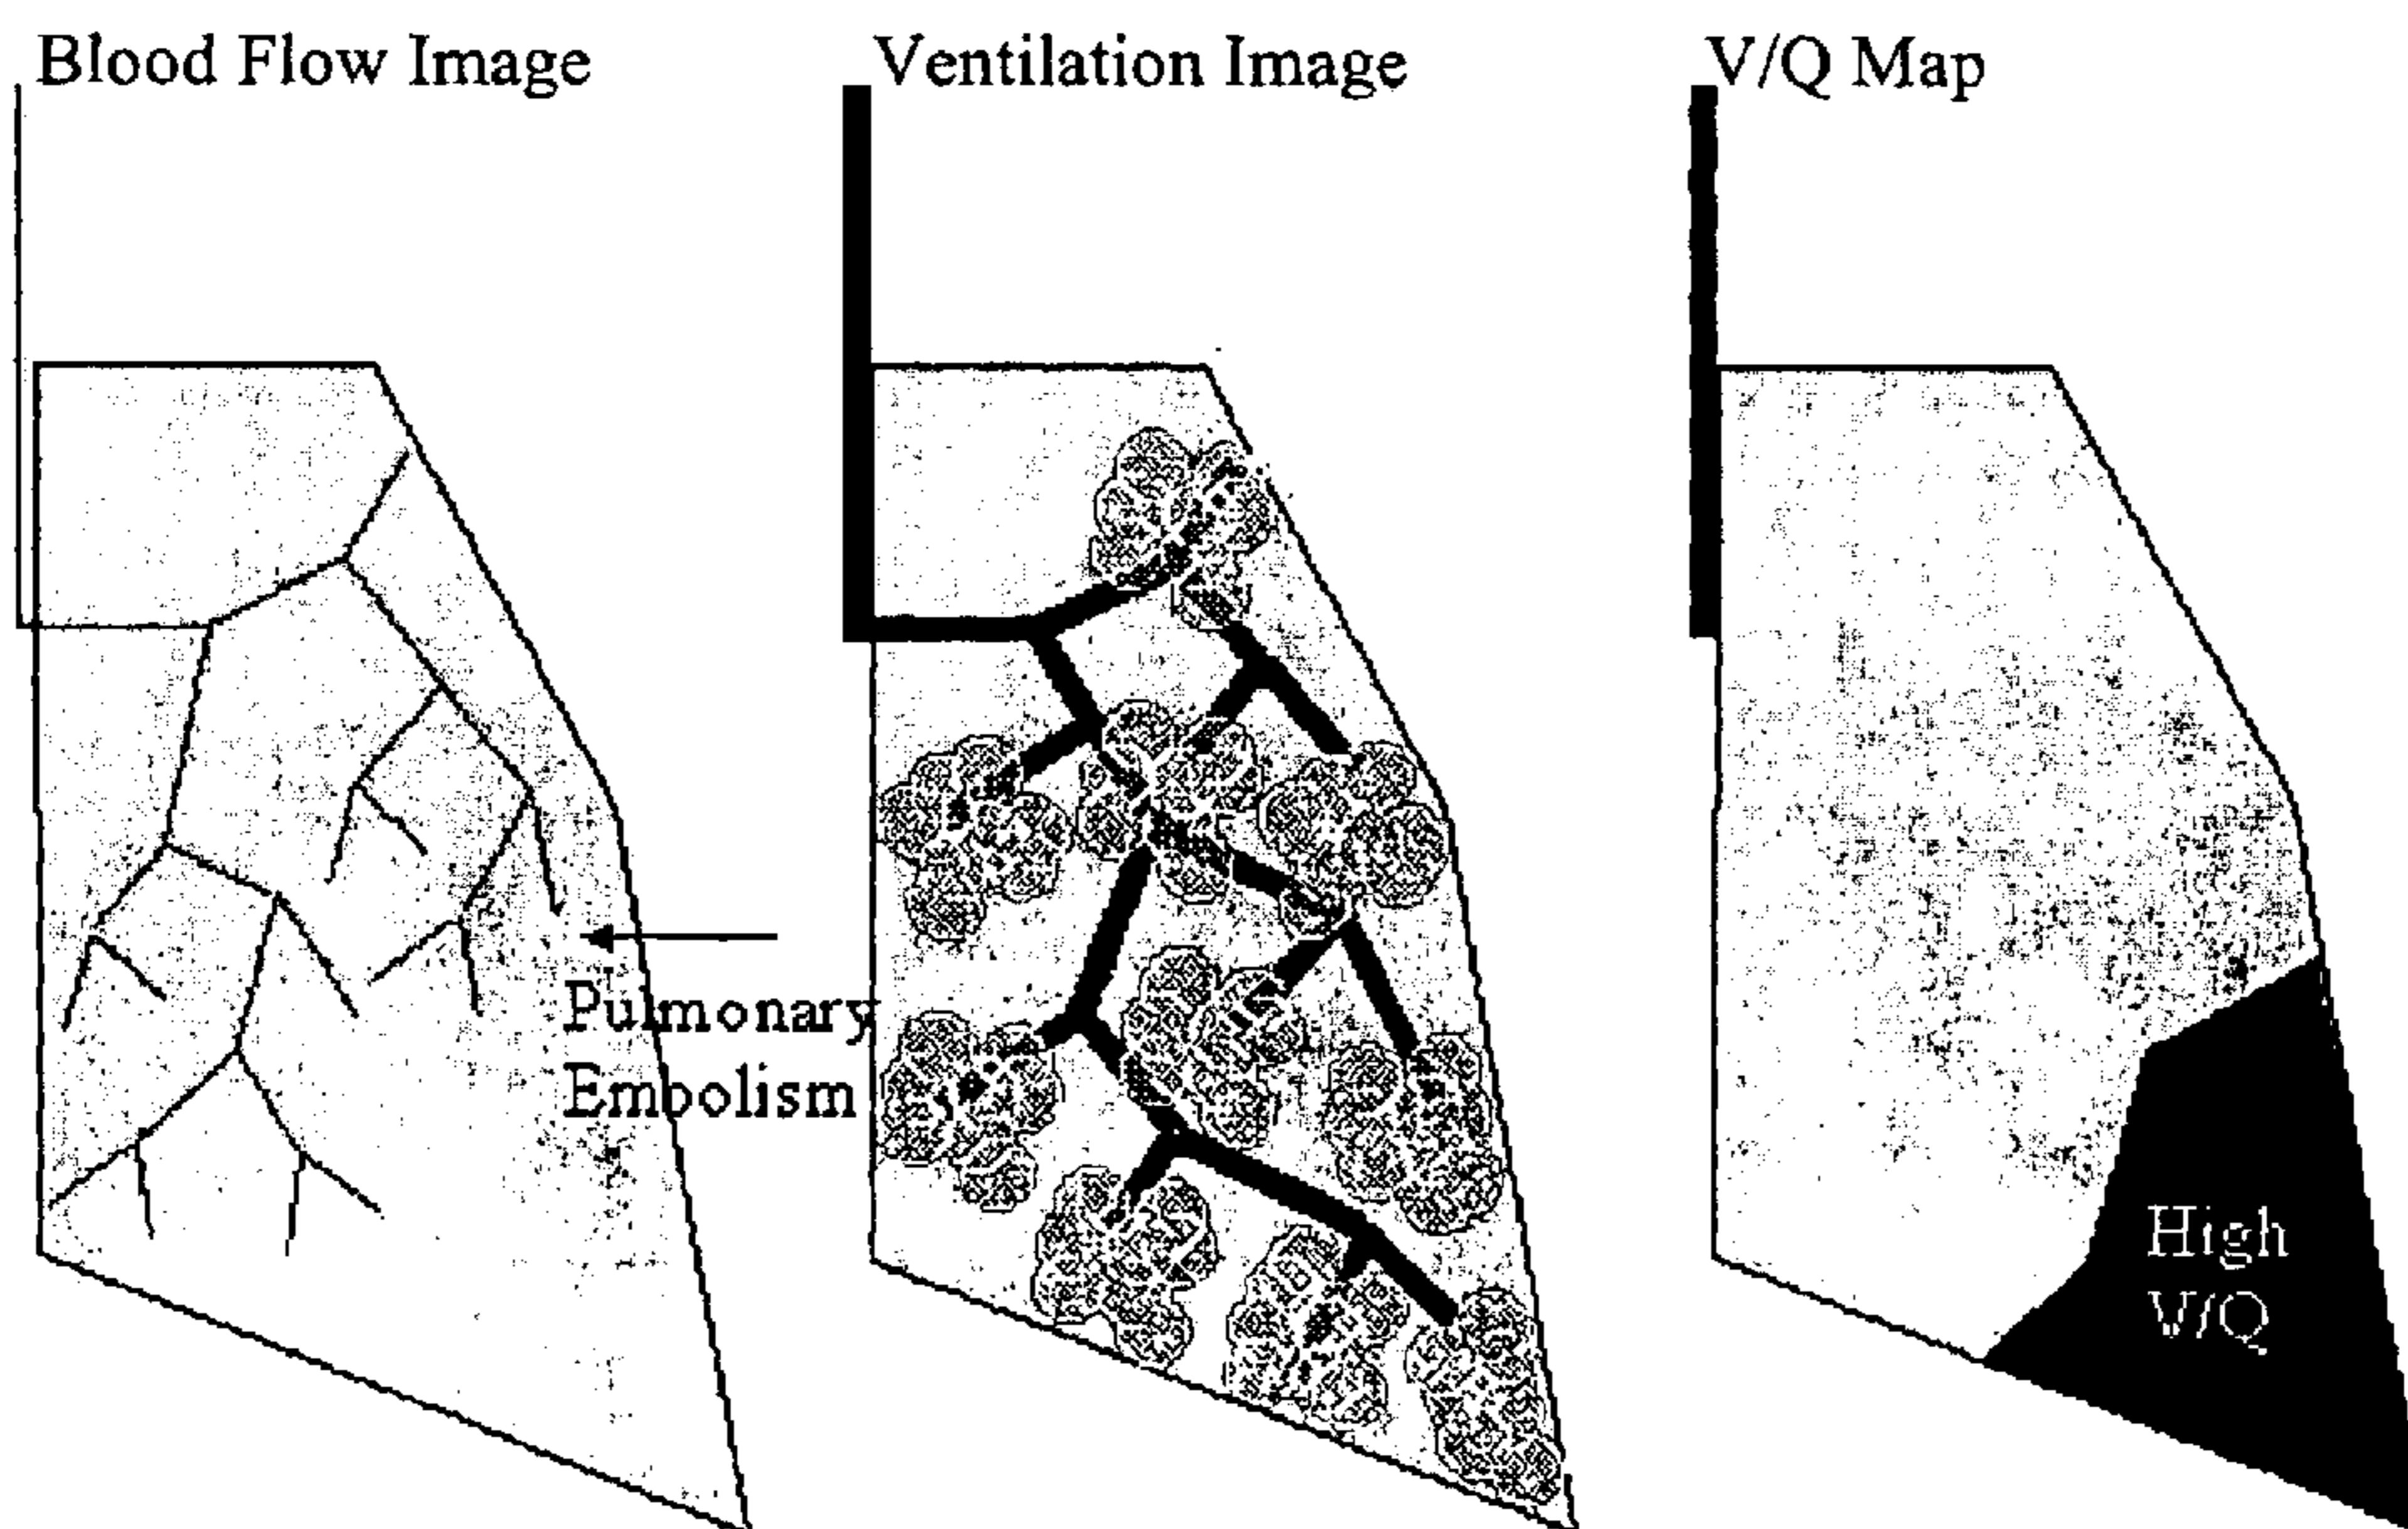 Blood Flow Image
Ventilation Image
V/Q Map
Pulmonary
Embolism
High
V/Q